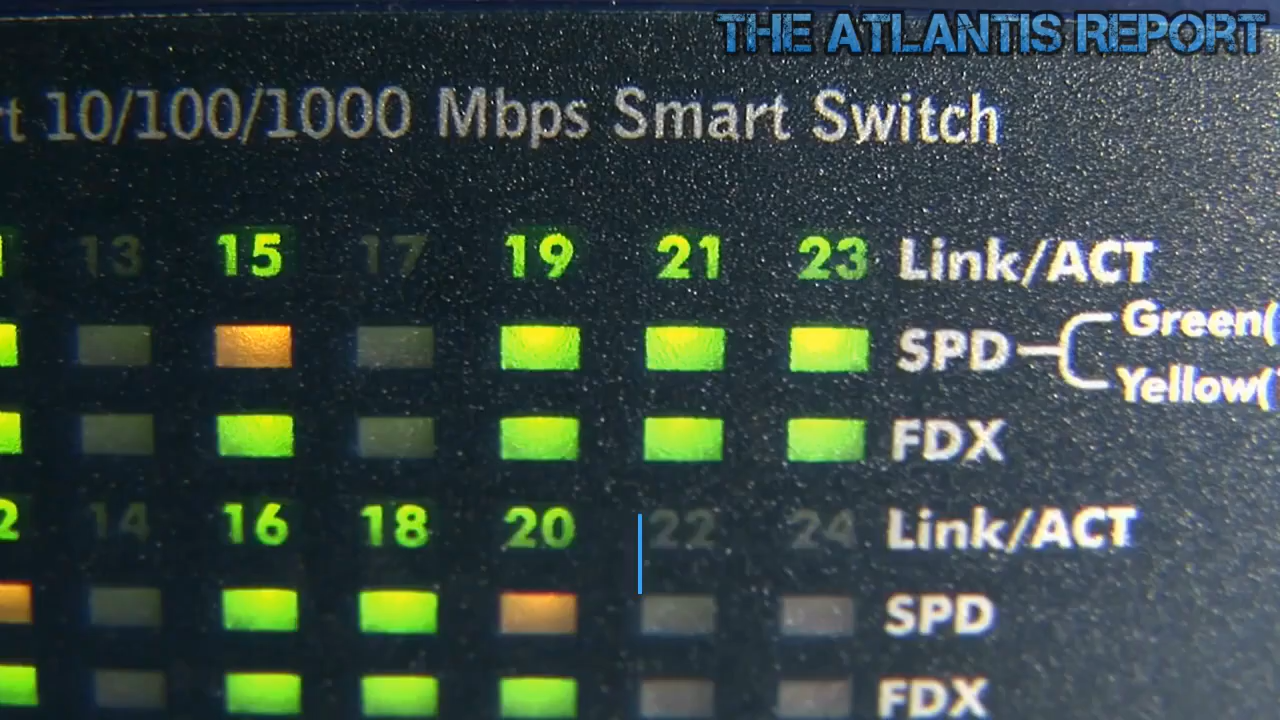 THE ATLANTIS REPORT
10/100/1000 Mbps Smart Switch
13 15 17 19 21 23 Link/ACT
Green(
SPD
Yellow(
FDX
14 16 18 20 22 24 Link/ACT
SPD
FDX